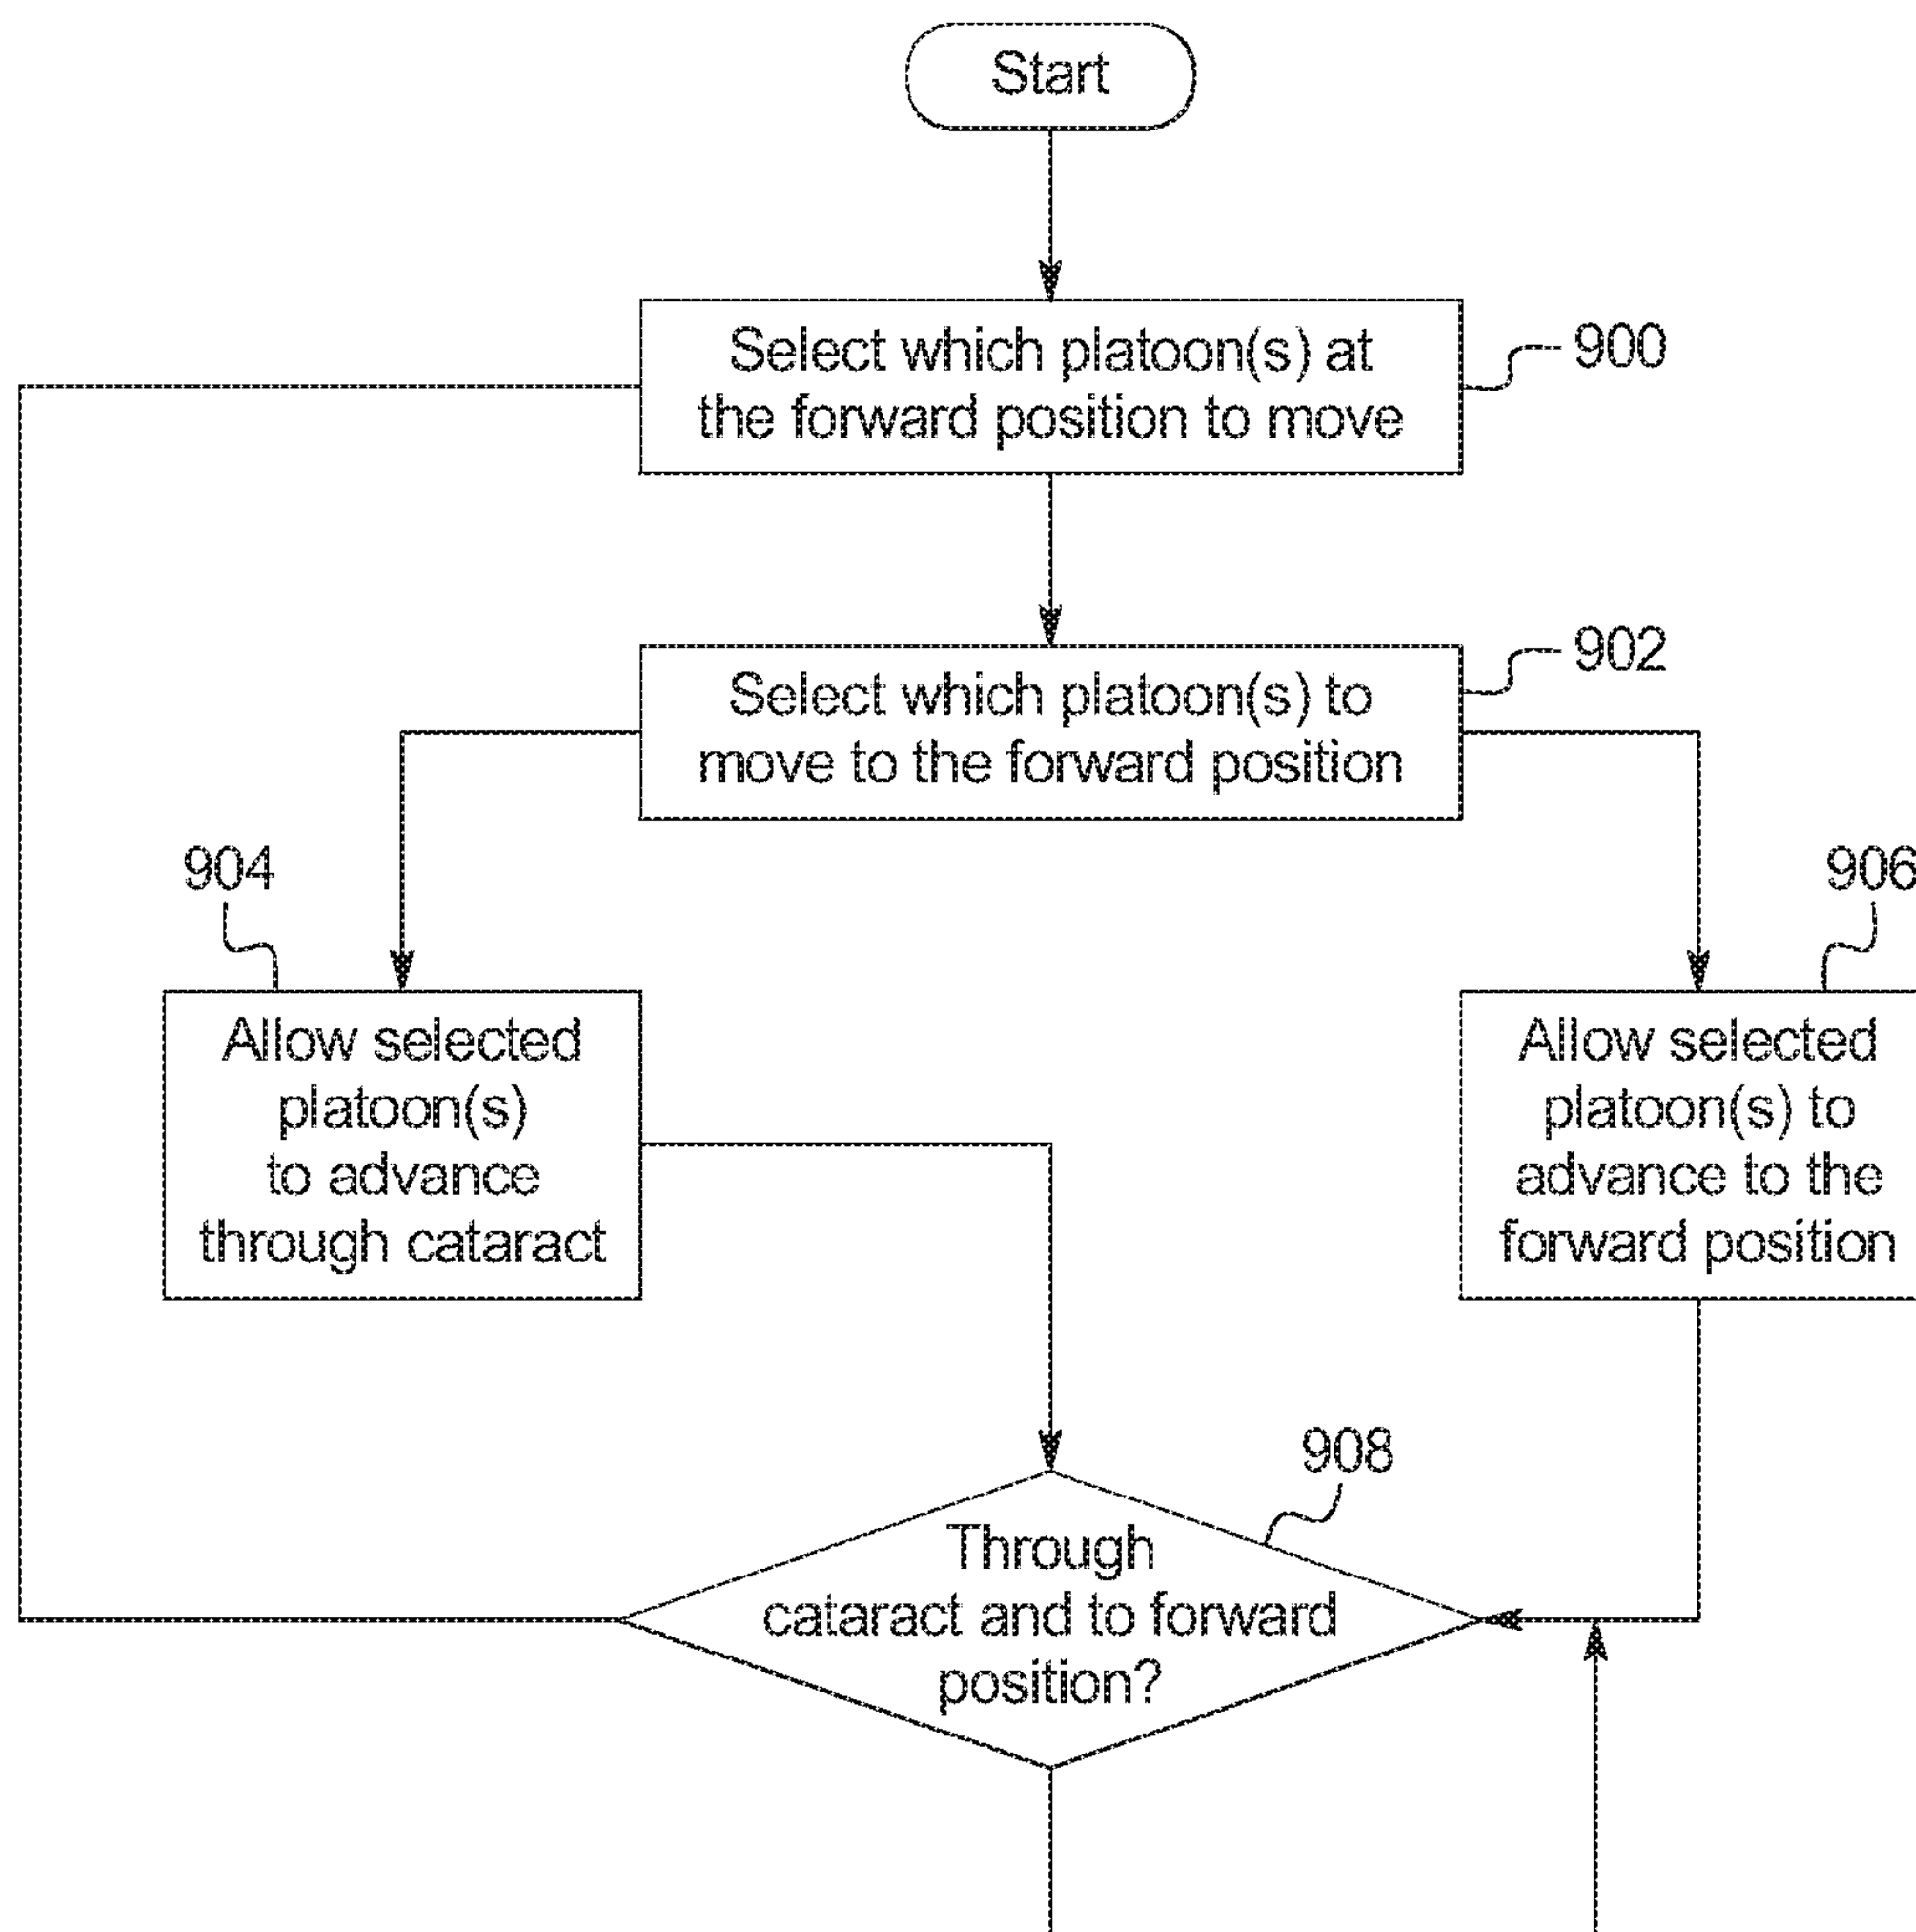 Start
Select which platoon(s) at
the forward position to move
900
Select which platoon(s) to
move to the forward position
902
904
Allow selected
platoon(s)
to advance
through cataract
906
Allow selected
platoon(s) to
advance to the
forward position
908
Through
cataract and to forward
position?